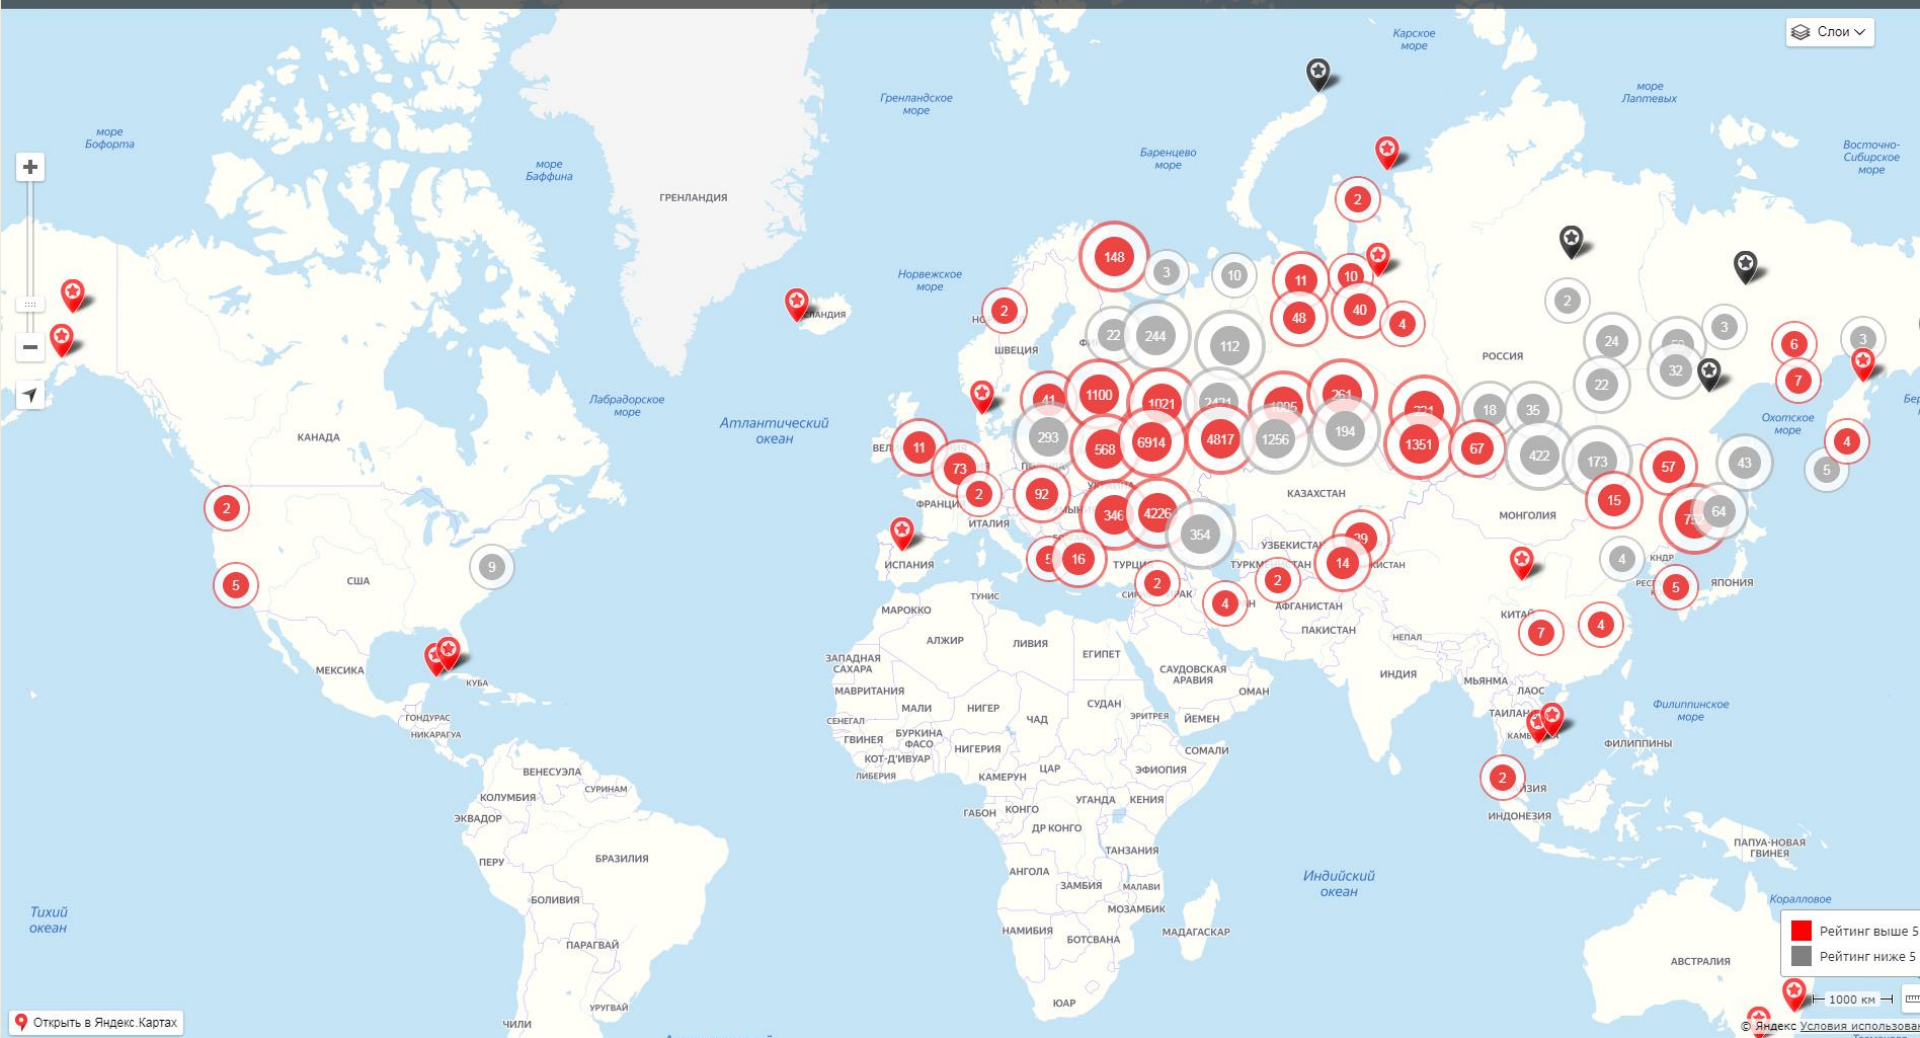 Карское
море
Слои
Гренландское
море
море
Лаптевых
море
Бофорта
Баренцево
море
Восточно-
Сибирское
море
море
Баффина
ГРЕНЛАНДИЯ
2
148
3
10
11
10
Норвежское
море
2
2
48
40
4
22
244
112
24
3
6
3
ШВЕЦИЯ
РОССИЯ
32
22
7
Лабрадорское
море
41
1100
1021
2421
1005
261
221
18
35
Охотское
море
Атлантический
океан
КАНАДА
293
568
6914
4817
1256
194
1351
67
422
173
57
43
5
4
11
73
2
92
КАЗАХСТАН
МОНГОЛИЯ
15
2
346
4226
354
64
ИТАЛИЯ
9
5
США
ИСПАНИЯ
16
ТУРЦИЯ
2
4
2
14
4
КНДР
5
ЯПОНИЯ
МАРОККО
ТУНИС
АФГАНИСТАН
ПАКИСТАН
НЕПАЛ
7
4
АЛЖИР
ЛИВИЯ
ЕГИПЕТ
ЗАПАДНАЯ
САХАРА
САУДОВСКАЯ
АРАВИЯ
ИНДИЯ
МЬЯНМА
ЛАОС
МЕКСИКА
КУБА
МАВРИТАНИЯ
МАЛИ
НИГЕР
ЧАД
СУДАН
ЭРИТРЕЯ
ЙЕМЕН
ОМАН
Филиппинское
море
ГОНДУРАС
НИКАРАГУА
СЕНЕГАЛ
ГВИНЕЯ
БУРКИНА
ФАСО
НИГЕРИЯ
СОМАЛИ
ФИЛИППИНЫ
КОТ-Д'ИВУАР
ЛИБЕРИЯ
КАМЕРУН
ЦАР
ЭФИОПИЯ
ВЕНЕСУЭЛА
СУРИНАМ
КОЛУМБИЯ
2
ЭКВАДОР
ГАБОН
КОНГО
УГАНДА
КЕНИЯ
ИНДОНЕЗИЯ
ДР КОНГО
ПЕРУ
БРАЗИЛИЯ
ТАНЗАНИЯ
ПАПУА-НОВАЯ
ГВИНЕЯ
АНГОЛА
ЗАМБИЯ
МАЛАВИ
Индийский
океан
БОЛИВИЯ
МОЗАМБИК
Коралловое
Тихий
океан
НАМИБИЯ
БОТСВАНА
МАДАГАСКАР
ПАРАГВАЙ
АВСТРАЛИЯ
Рейтинг выше 5
Рейтинг ниже 5
ЮАР
УРУГВАЙ
ЧИЛИ
1000 км
Открыть в Яндекс.Картах
© Яндекс Условия использован